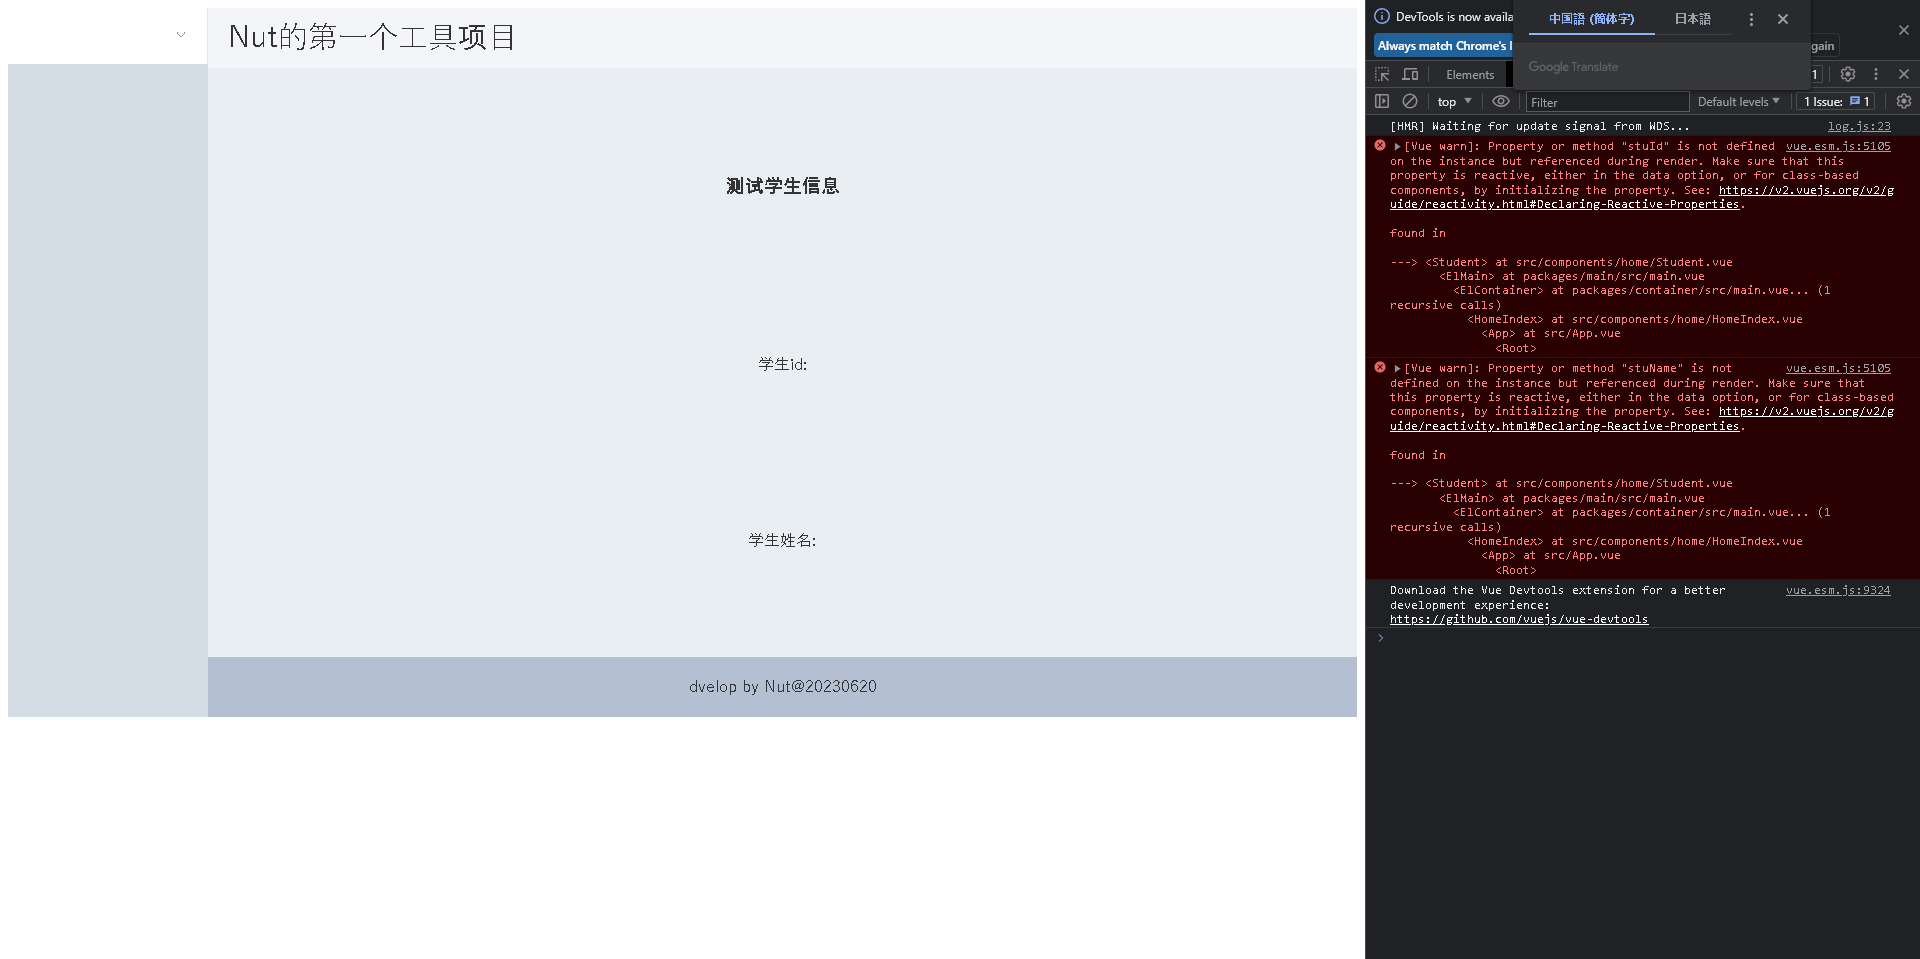 Nut的第一个工具项目
测试学生信息
学生id:
学生姓名:
dvelop by Nut@20230620
DevTools is now availa
中国語 (簡体字)
日本語
Always match Chrome's l
gain
Google Translate
Elements
1
top
Filter
Default levels
1 Issue:
1
[HMR] Waiting for update signal from WDS...
log.js:23
[Vue warn]: Property or method "stuId" is not defined
vue.esm.js:5105
on the instance but referenced during render. Make sure that this
property is reactive, either in the data option, or for class-based
components, by initializing the property. See: https://v2.vuejs.org/v2/g
uide/reactivity.html#Declaring-Reactive-Properties.
found in
---> <Student> at src/components/home/Student.vue
<ElMain> at packages/main/src/main.vue
<ElContainer> at packages/container/src/main.vue... (1
recursive calls)
<HomeIndex> at src/components/home/HomeIndex.vue
<App> at src/App.vue
<Root>
[Vue warn]: Property or method "stuName" is not
vue.esm.js:5105
defined on the instance but referenced during render. Make sure that
this property is reactive, either in the data option, or for class-based
components, by initializing the property. See: https://v2.vuejs.org/v2/g
uide/reactivity.html#Declaring-Reactive-Properties.
found in
---> <Student> at src/components/home/Student.vue
<ElMain> at packages/main/src/main.vue
<ElContainer> at packages/container/src/main.vue... (1
recursive calls)
<HomeIndex> at src/components/home/HomeIndex.vue
<App> at src/App.vue
<Root>
Download the Vue Devtools extension for a better
vue.esm.js:9324
development experience:
https://github.com/vuejs/vue-devtools